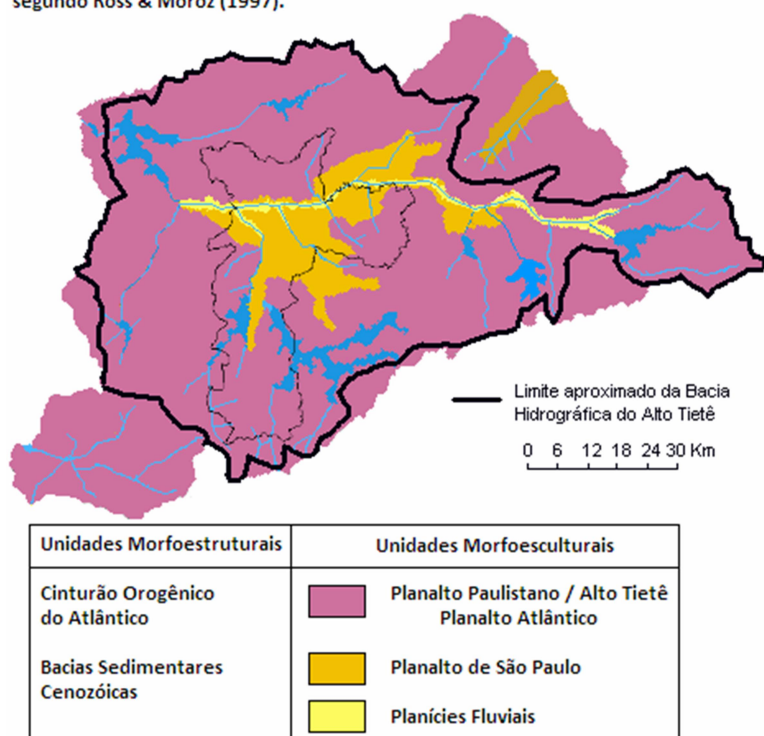 segundo Ross & Moroz (1997).
Limite aproximado da Bacia
Hidrográfica do Alto Tietê
0 6 12 18 24 30 Km
Unidades Morfoestruturais
Unidades Morfoesculturais
Cinturão Orogênico
do Atlântico
Planalto Paulistano / Alto Tietê
Planalto Atlântico
Bacias Sedimentares
Cenozóicas
Planalto de São Paulo
Planícies Fluviais